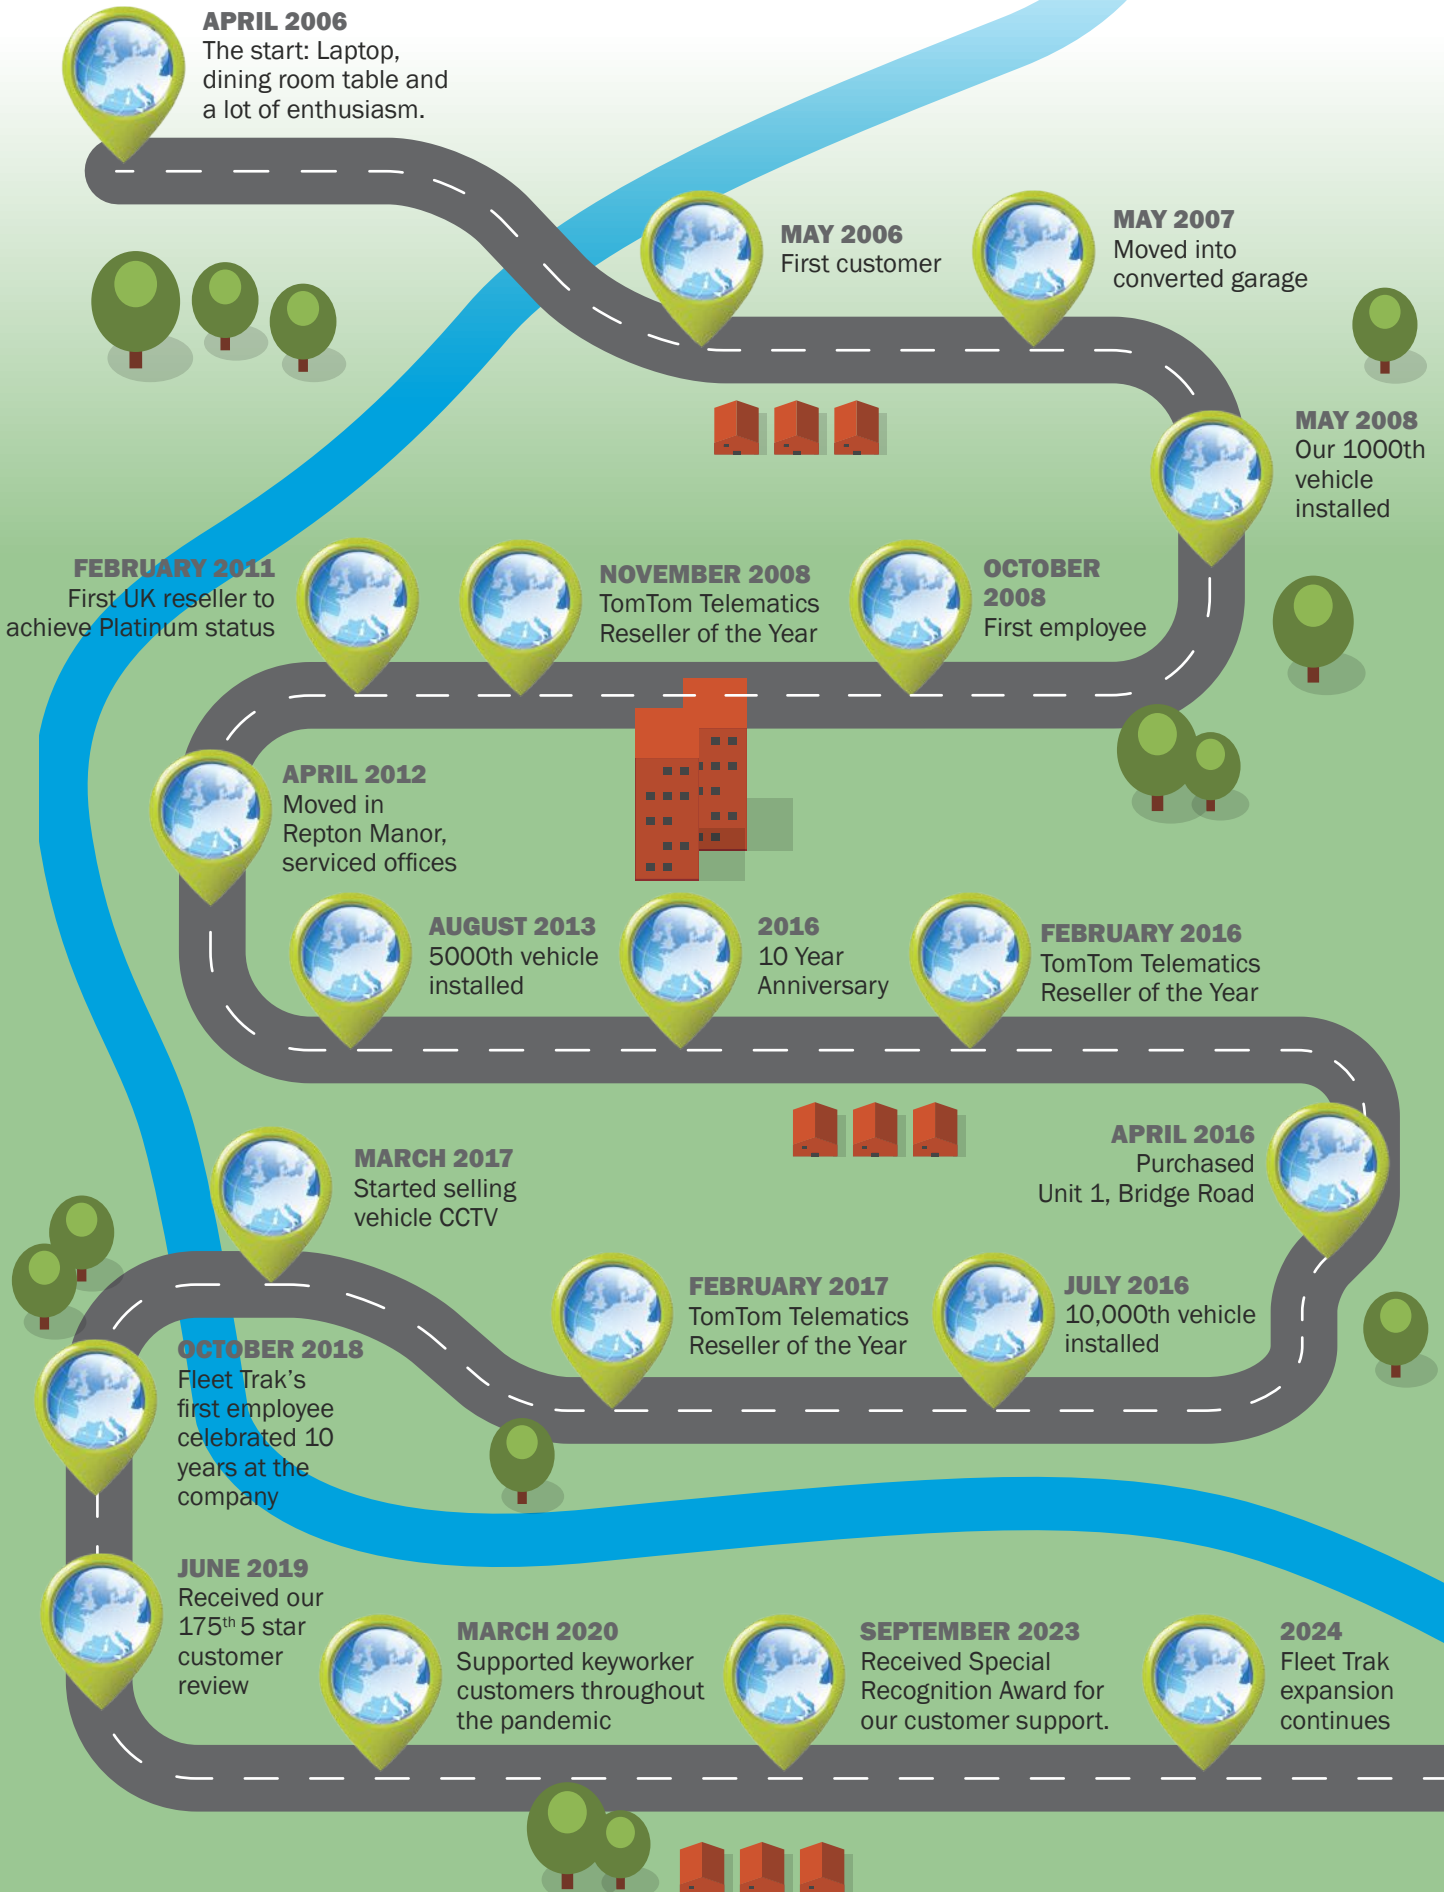 APRIL 2006
The start: Laptop,
dining room table and
a lot of enthusiasm.
MAY 2006
First customer
MAY 2007
Moved into
converted garage
MAY 2008
Our 1000th
vehicle
installed
OCTOBER
2008
First employee
NOVEMBER 2008
TomTom Telematics
Reseller of the Year
FEBRUARY 2011
First UK reseller to
achieve Platinum status
APRIL 2012
Moved in
Repton Manor,
serviced offices
AUGUST 2013
5000th vehicle
installed
2016
10 Year
Anniversary
FEBRUARY 2016
TomTom Telematics
Reseller of the Year
APRIL 2016
Purchased
Unit 1, Bridge Road
JULY 2016
10,000th vehicle
installed
FEBRUARY 2017
TomTom Telematics
Reseller of the Year
MARCH 2017
Started selling
vehicle CCTV
OCTOBER 2018
Fleet Trak’s
first employee
celebrated 10
years at the
company
JUNE 2019
Received our
175th 5 star
customer
review
MARCH 2020
Supported keyworker
customers throughout
the pandemic
SEPTEMBER 2023
Received Special
Recognition Award for
our customer support.
2024
Fleet Trak
expansion
continues